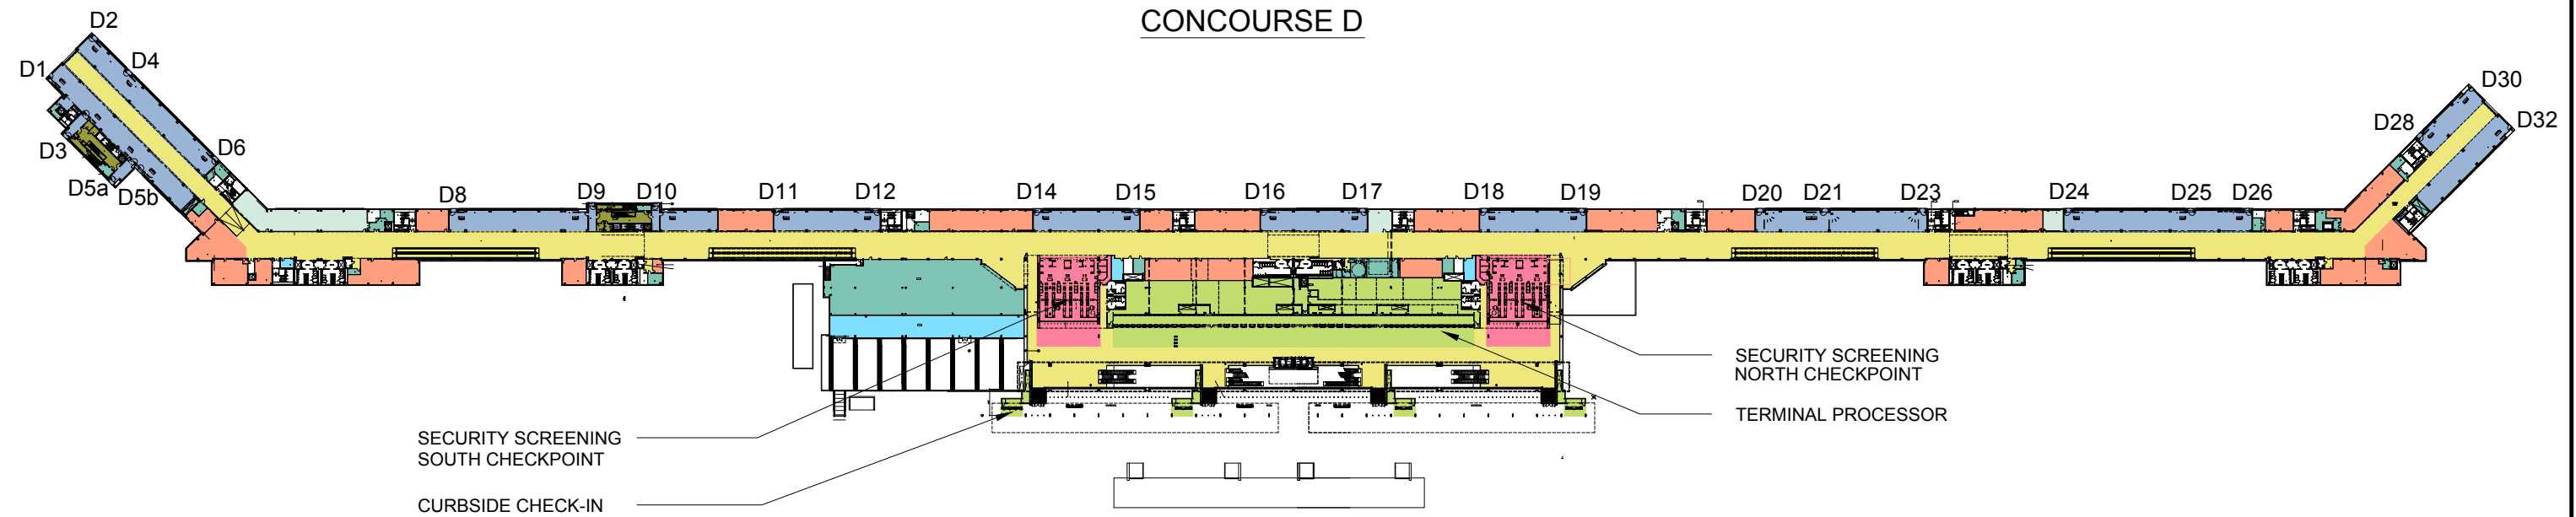 CONCOURSE D
D2
D4
D1
D3
D5a
D5b
D6
D8
D9
D10
D11
D12
D14
D15
D16
D17
D18
D19
D20
D21
D23
D24
D25
D26
D28
D30
D32
SECURITY SCREENING
NORTH CHECKPOINT
TERMINAL PROCESSOR
SECURITY SCREENING
SOUTH CHECKPOINT
CURBSIDE CHECK-IN